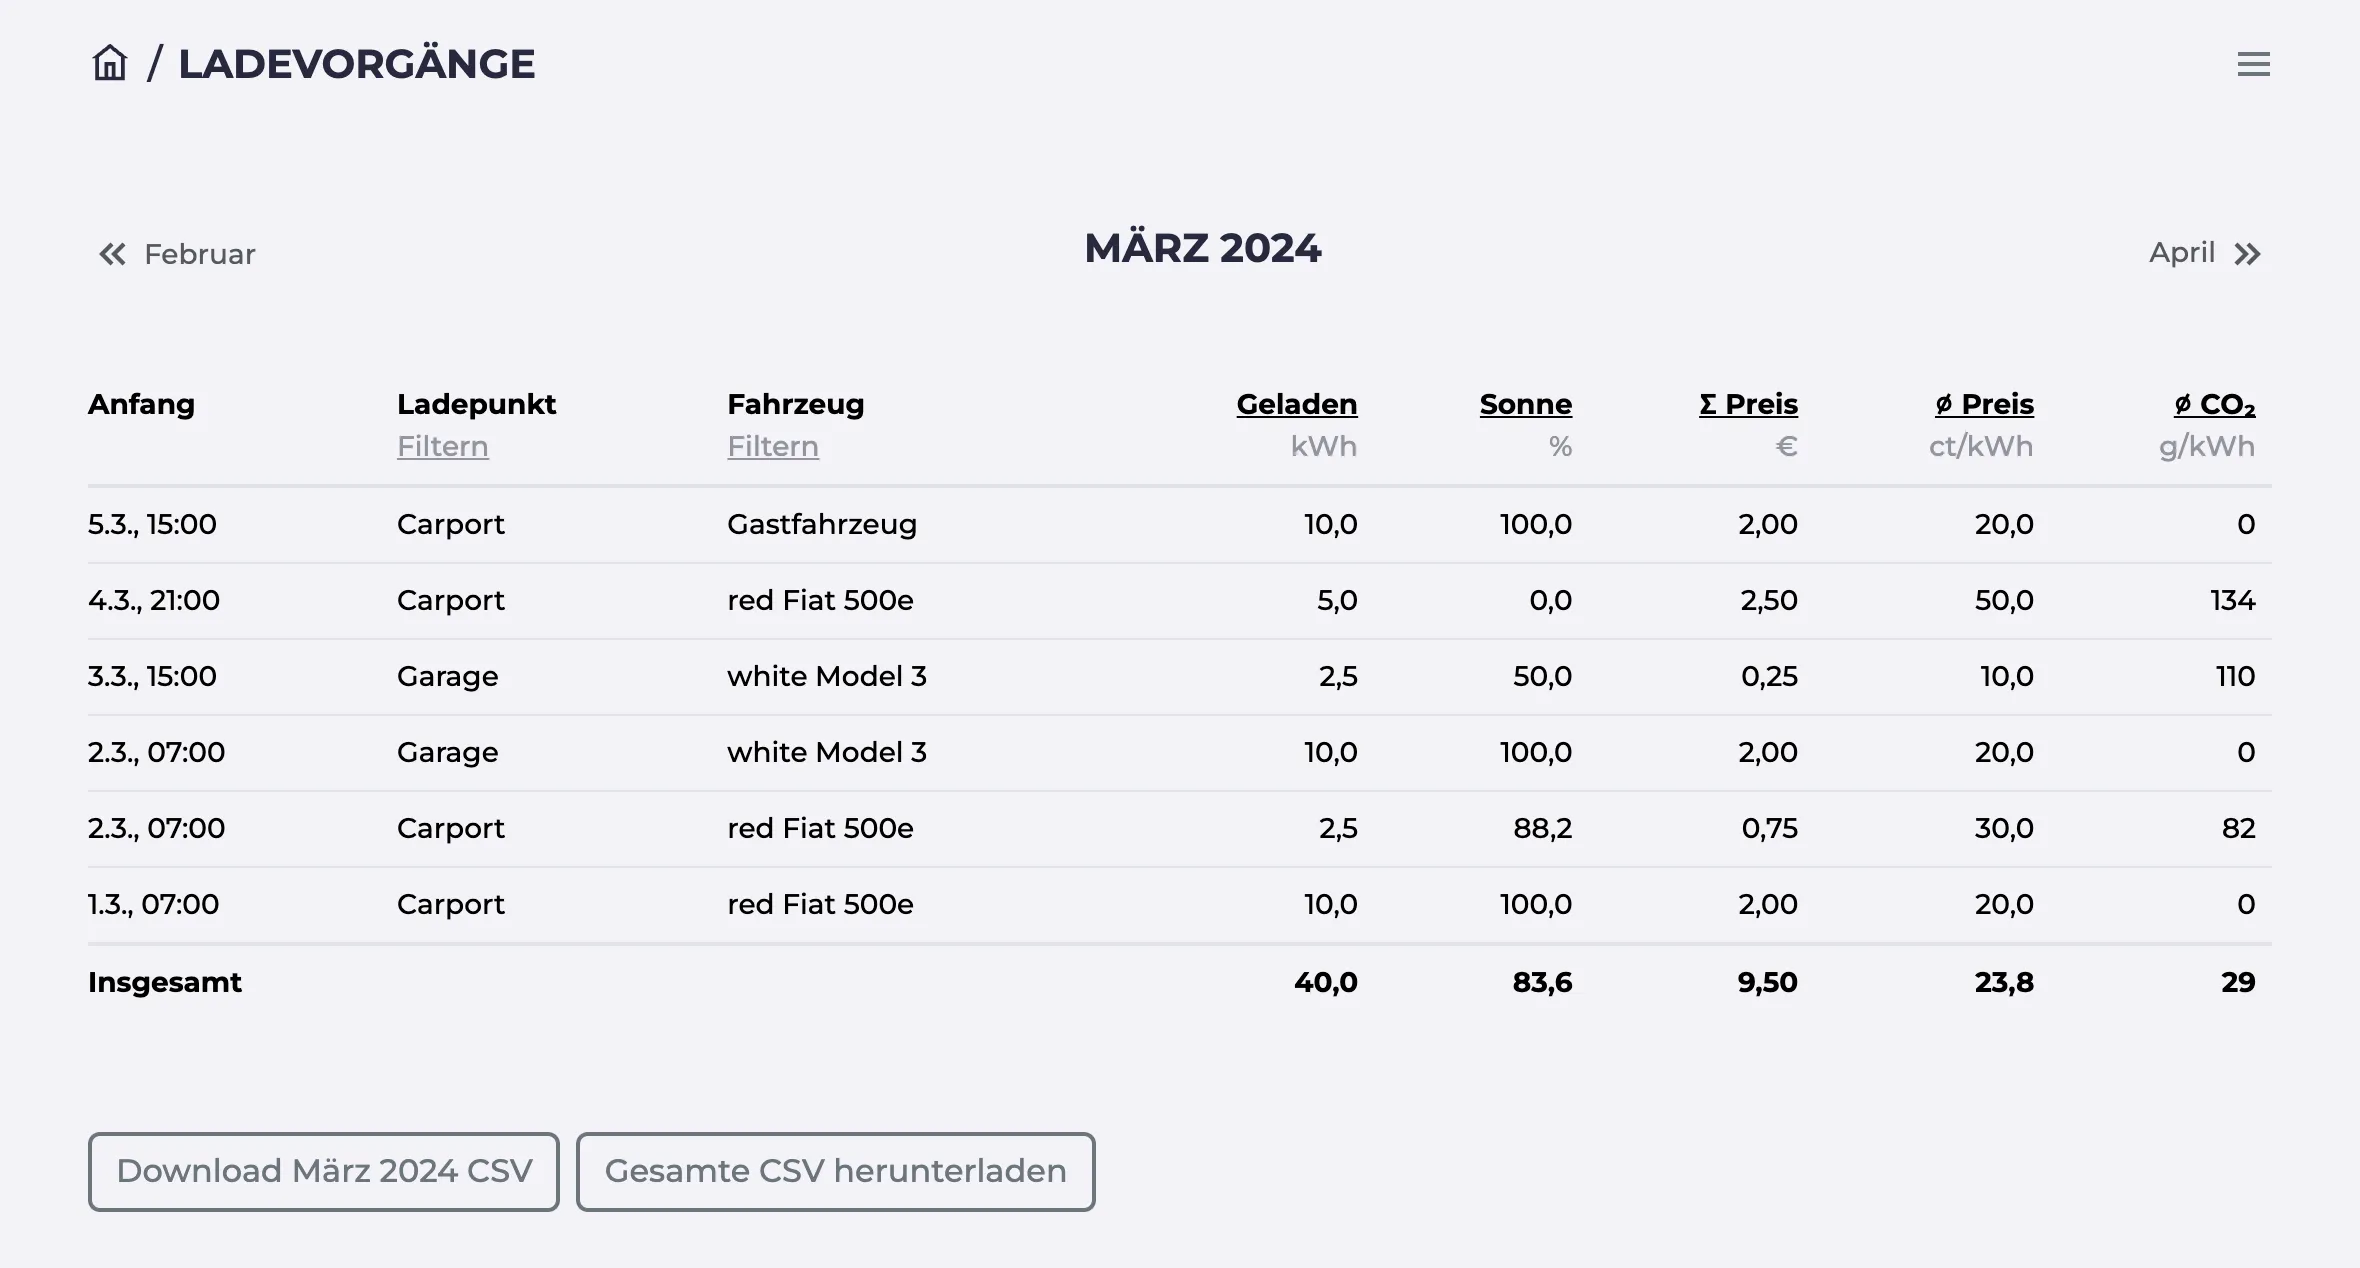 / LADEVORGÄNGE
Februar MÄRZ 2024 April
Anfang Ladepunkt Fahrzeug Geladen Sonne Σ Preis ⌀ Preis ⌀ CO₂
Filtern Filtern kWh % € ct/kWh g/kWh
5.3., 15:00 Carport Gastfahrzeug 10,0 100,0 2,00 20,0 0
4.3., 21:00 Carport red Fiat 500e 5,0 0,0 2,50 50,0 134
3.3., 15:00 Garage white Model 3 2,5 50,0 0,25 10,0 110
2.3., 07:00 Garage white Model 3 10,0 100,0 2,00 20,0 0
2.3., 07:00 Carport red Fiat 500e 2,5 88,2 0,75 30,0 82
1.3., 07:00 Carport red Fiat 500e 10,0 100,0 2,00 20,0 0
Insgesamt 40,0 83,6 9,50 23,8 29
Download März 2024 CSV Gesamte CSV herunterladen